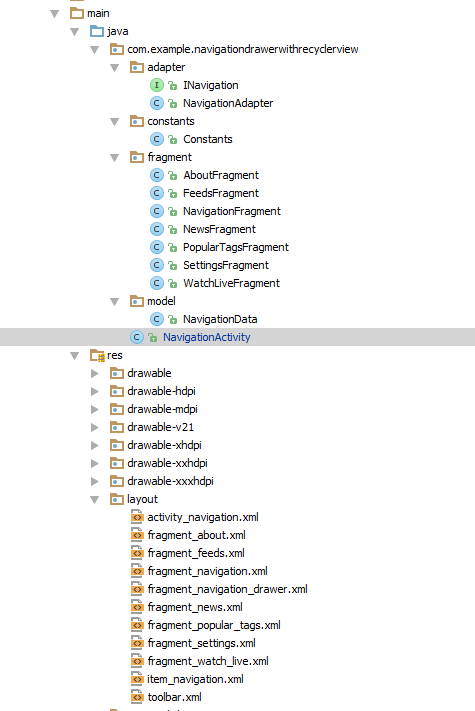 main
java
com.example.navigationdrawerwithrecyclerview
adapter
I INavigation
C NavigationAdapter
constants
C Constants
fragment
C AboutFragment
C FeedsFragment
C NavigationFragment
C NewsFragment
C PopularTagsFragment
C SettingsFragment
C WatchLiveFragment
model
C NavigationData
C NavigationActivity
res
drawable
drawable-hdpi
drawable-mdpi
drawable-v21
drawable-xhdpi
drawable-xxhdpi
drawable-xxxhdpi
layout
activity_navigation.xml
fragment_about.xml
fragment_feeds.xml
fragment_navigation.xml
fragment_navigation_drawer.xml
fragment_news.xml
fragment_popular_tags.xml
fragment_settings.xml
fragment_watch_live.xml
item_navigation.xml
toolbar.xml